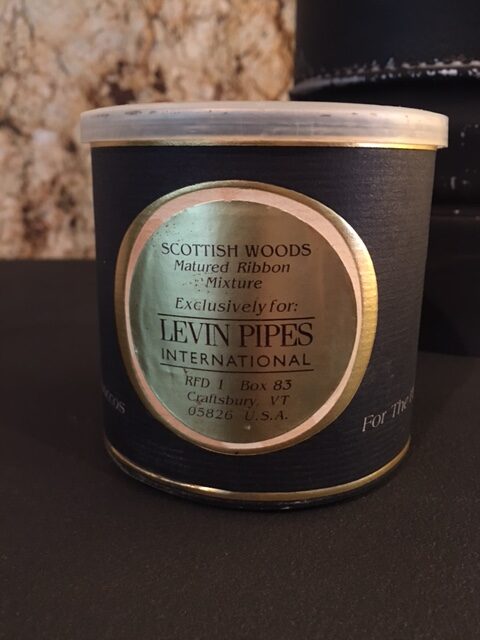 SCOTTISH WOODS
Matured Ribbon
Mixture
Exclusively for:
LEVIN PIPES
INTERNATIONAL
RFD 1 Box 83
Craftsbury, VT
05826 U.S.A.
For The